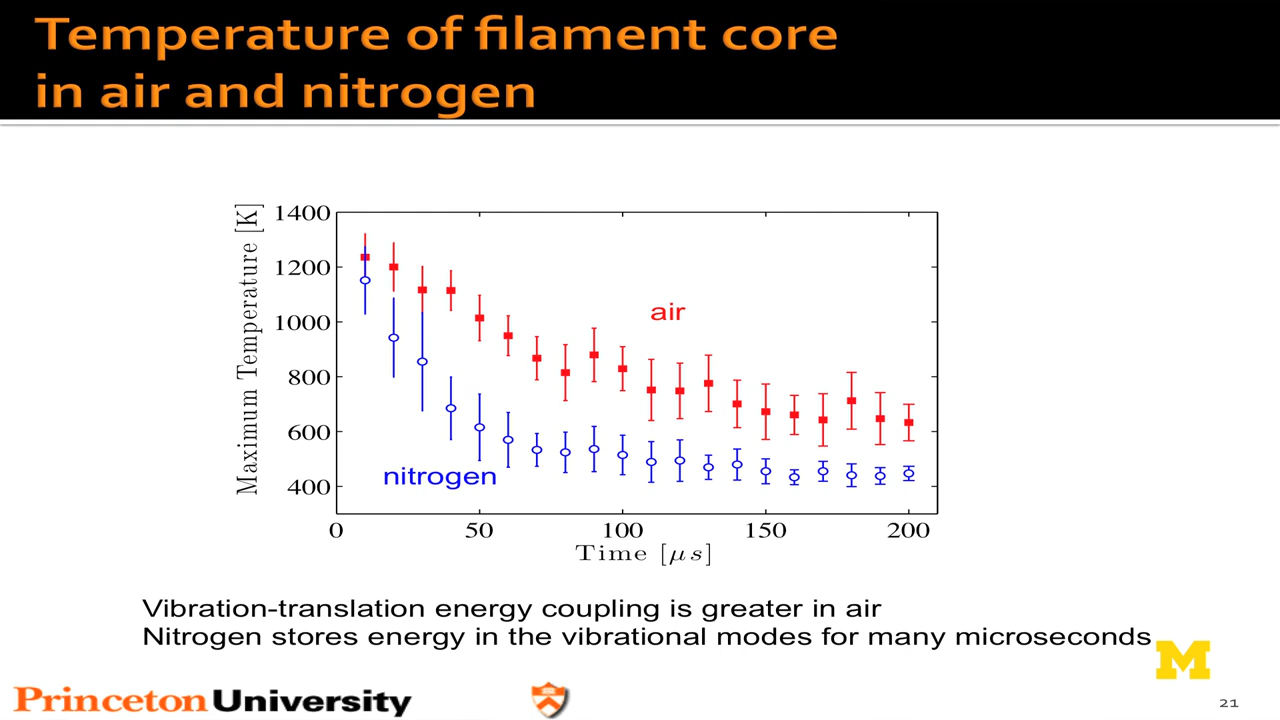 Temperature of filament core
in air and nitrogen
Maximum Temperature [K]
1400
1200
1000
800
600
400
air
nitrogen
0 50 100 150 200
Time [μs]
Vibration-translation energy coupling is greater in air
Nitrogen stores energy in the vibrational modes for many microseconds
M
Princeton University
21